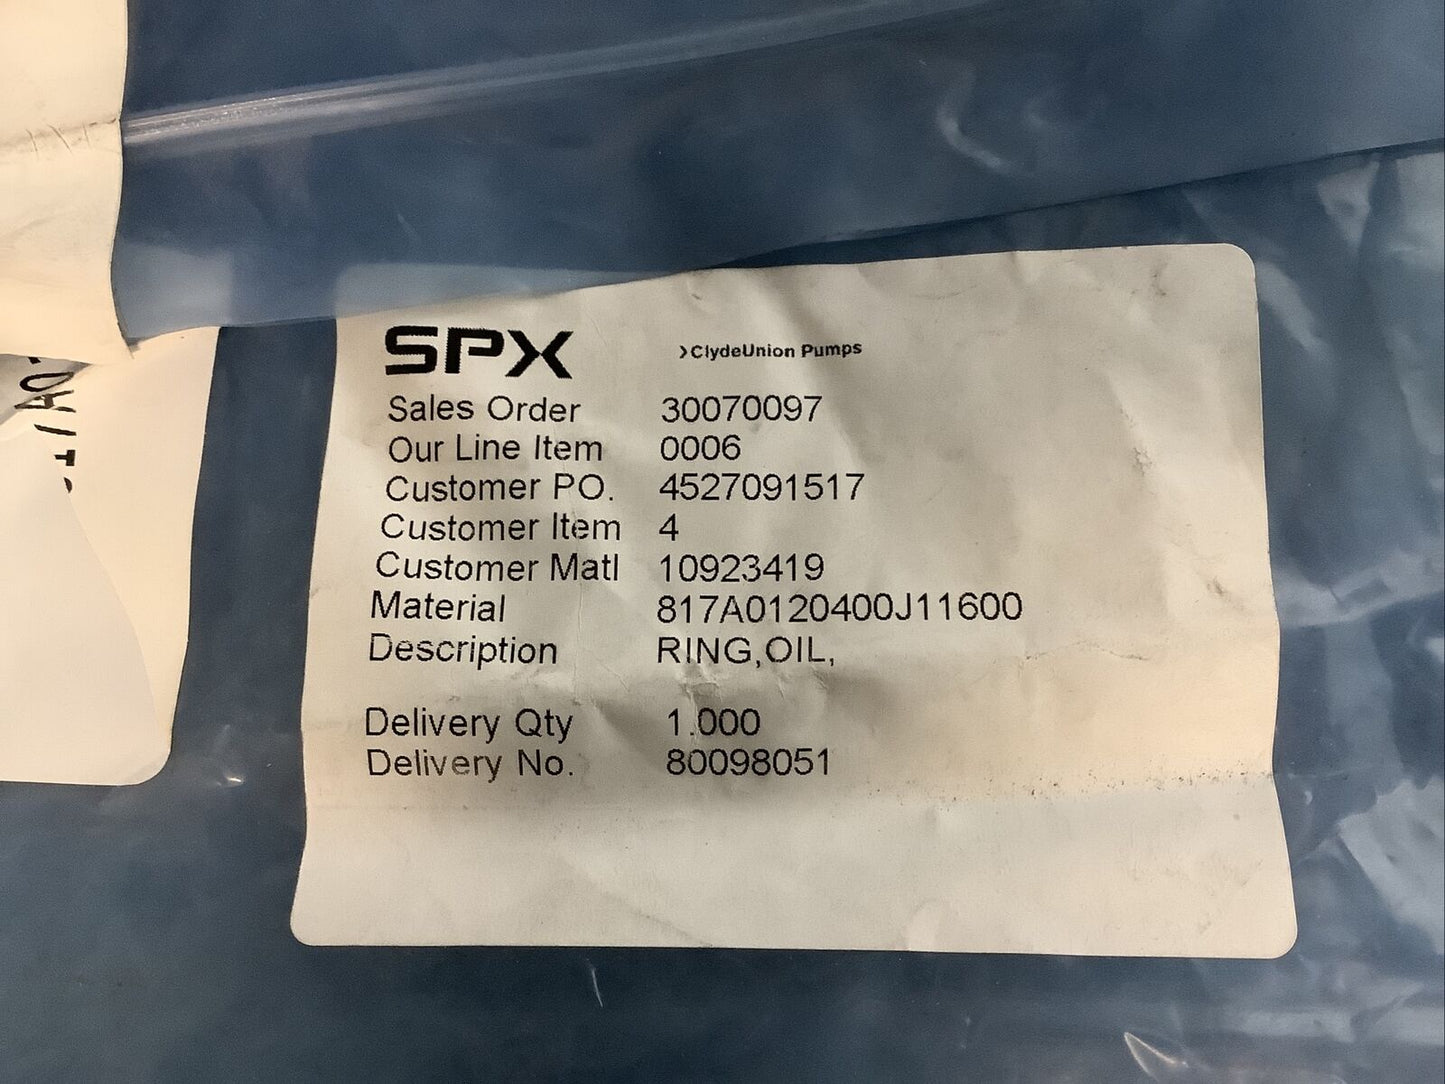 SPX
ClydeUnion Pumps
Sales Order 30070097
Our Line Item 0006
Customer PO. 4527091517
Customer Item 4
Customer Matl 10923419
Material 817A0120400J11600
Description RING,OIL,
Delivery Qty 1.000
Delivery No. 80098051